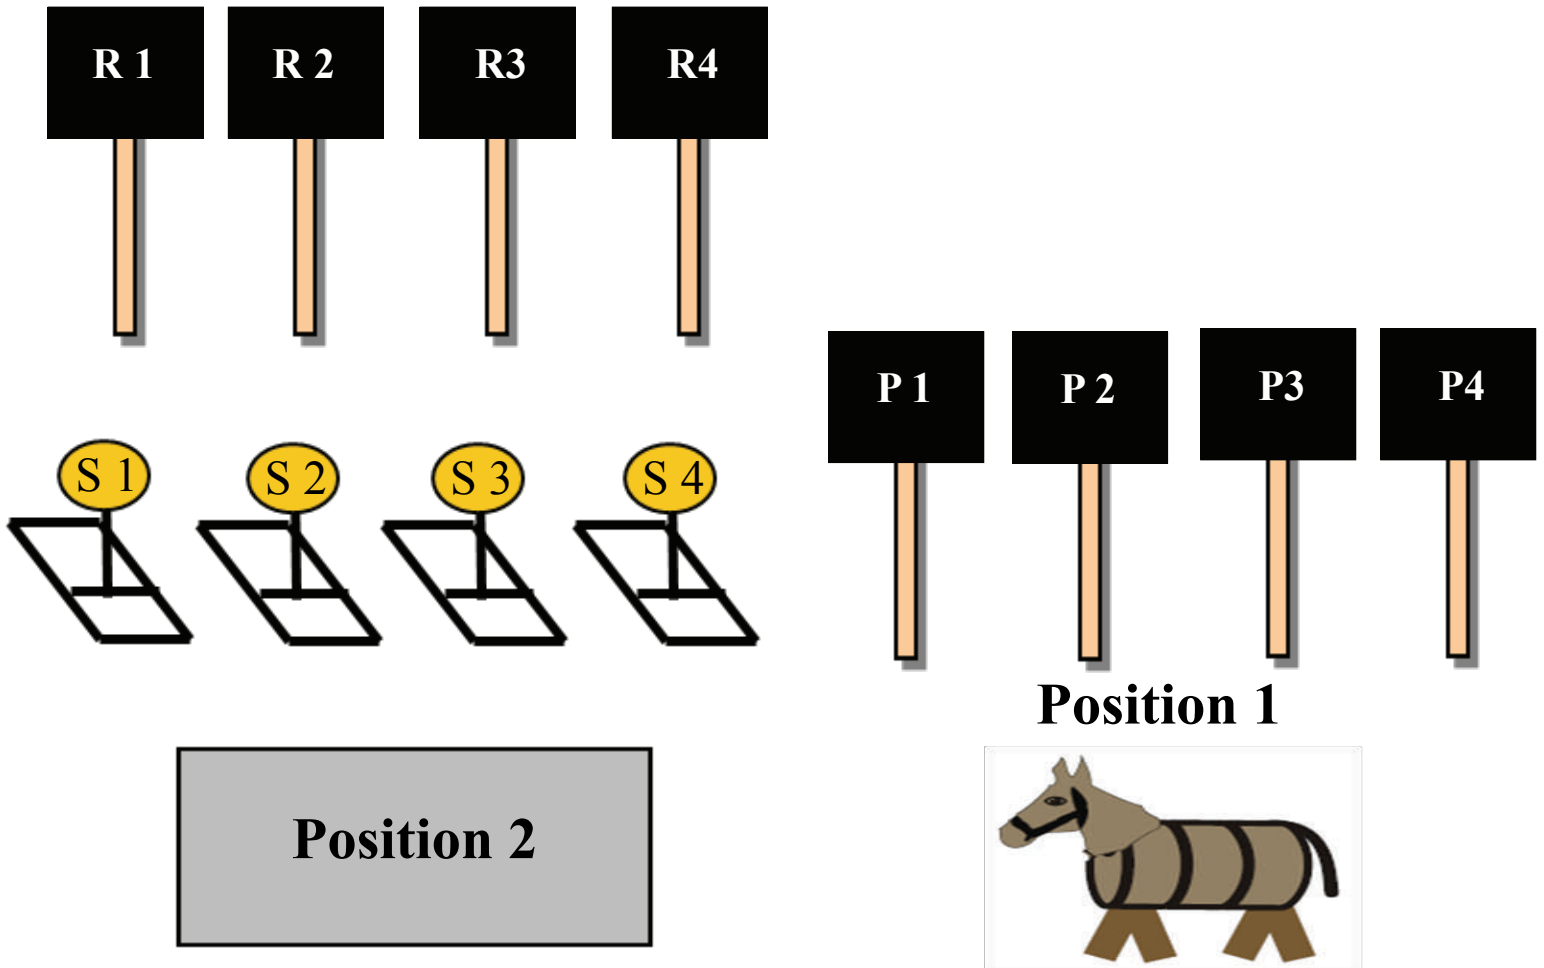 R 1
R 2
R3
R4
S 1
S 2
S 3
S 4
P 1
P 2
P3
P4
Position 1
Position 2